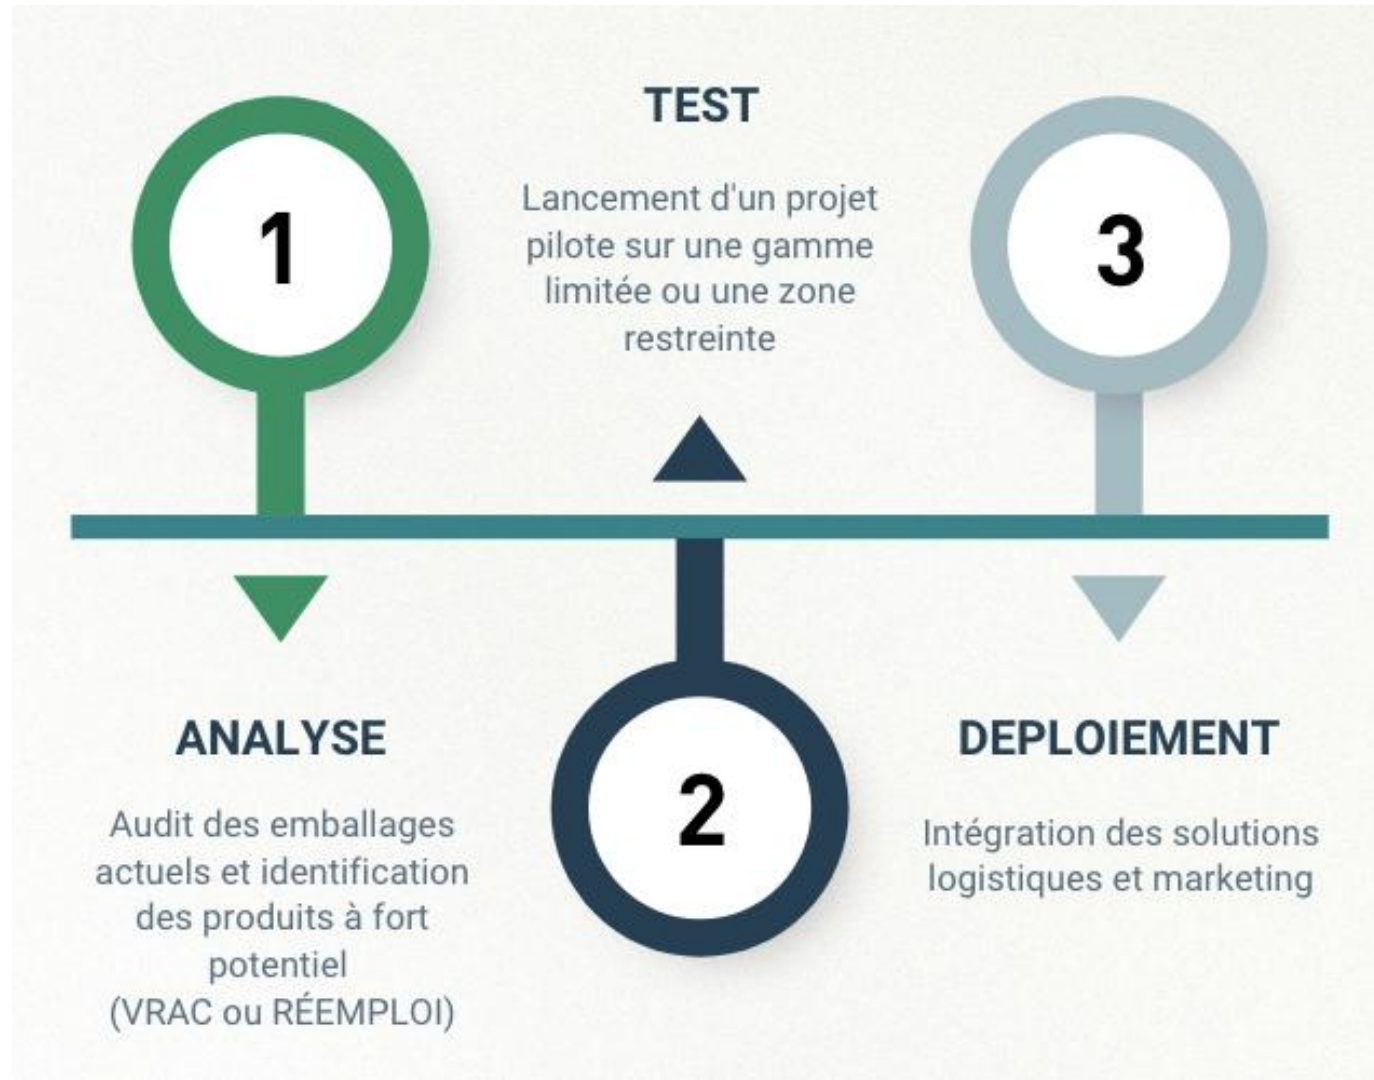 1
ANALYSE
Audit des emballages
actuels et identification
des produits à fort
potentiel
(VRAC ou RÉEMPLOI)
2
TEST
Lancement d'un projet
pilote sur une gamme
limitée ou une zone
restreinte
3
DEPLOIEMENT
Intégration des solutions
logistiques et marketing